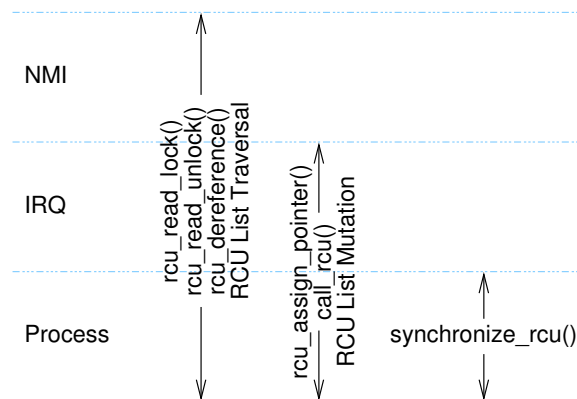 NMI
rcu_read_lock()
rcu_read_unlock()
rcu_dereference()
RCU List Traversal
IRQ
rcu_assign_pointer()
call_rcu()
RCU List Mutation
Process
synchronize_rcu()